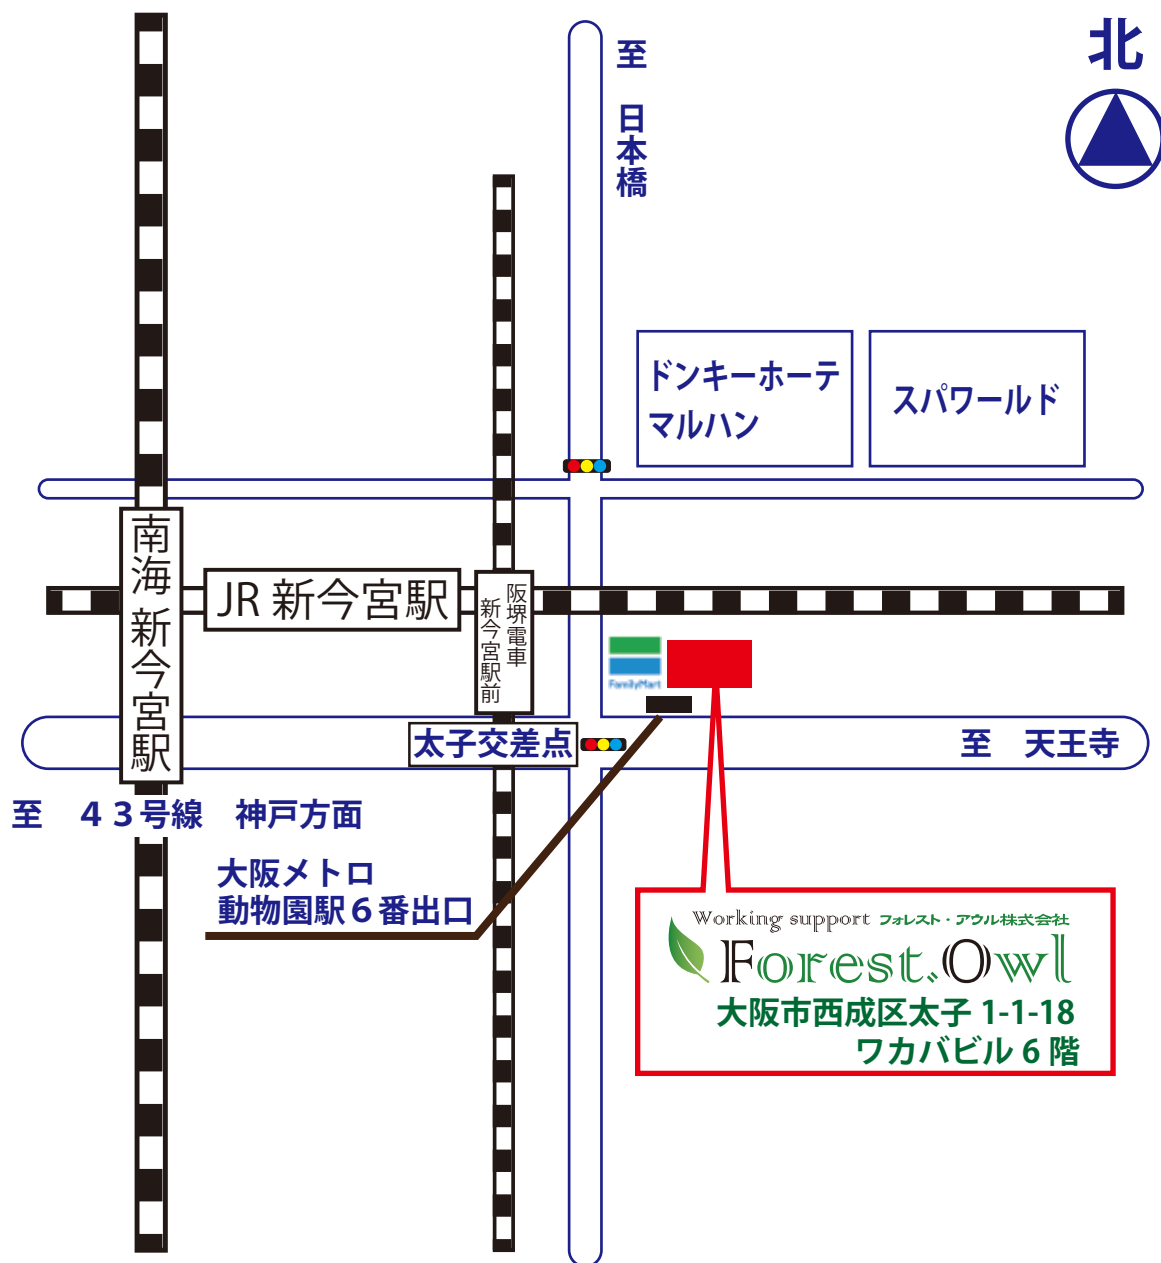 北
至　日本橋
ドンキーホーテ
マルハン
スパワールド
南海 新今宮駅
JR 新今宮駅
阪堺電車
新今宮駅前
FamilyMart
太子交差点
至　天王寺
至　４３号線　神戸方面
大阪メトロ
動物園駅６番出口
Working support フォレスト・アウル株式会社
Forest.Owl
大阪市西成区太子 1-1-18
ワカバビル 6 階